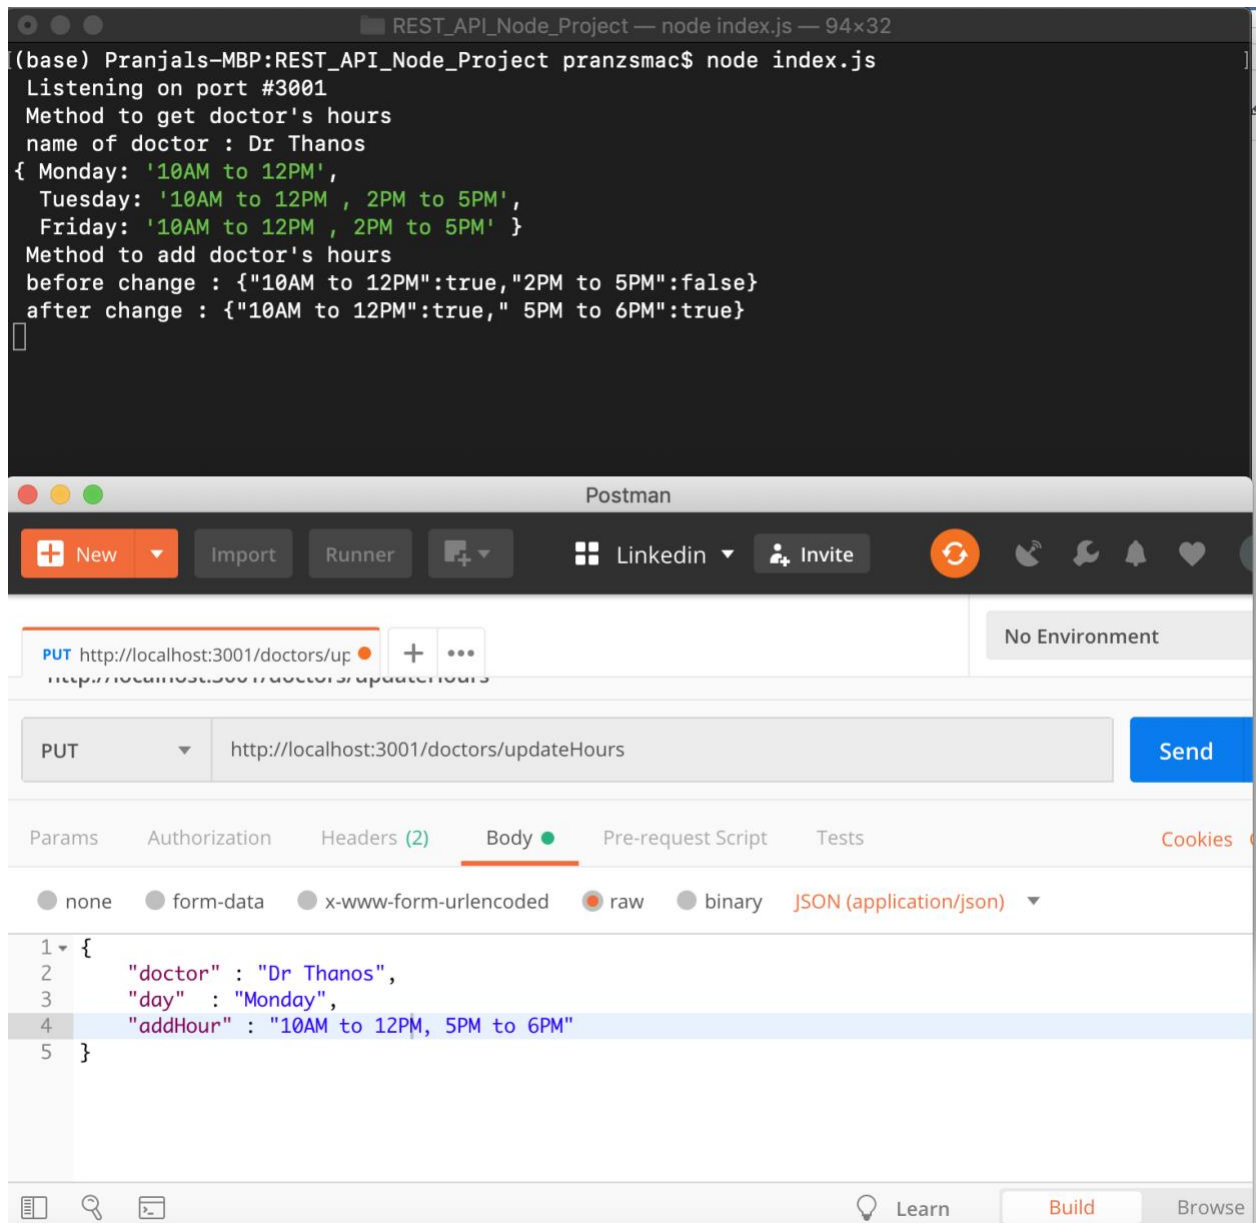 REST_API_Node_Project — node index.js — 94×32
[(base) Pranjals-MBP:REST_API_Node_Project pranzsmac$ node index.js ]
Listening on port #3001
Method to get doctor's hours
name of doctor : Dr Thanos
{ Monday: '10AM to 12PM',
Tuesday: '10AM to 12PM , 2PM to 5PM',
Friday: '10AM to 12PM , 2PM to 5PM' }
Method to add doctor's hours
before change : {"10AM to 12PM":true,"2PM to 5PM":false}
after change : {"10AM to 12PM":true," 5PM to 6PM":true}
Postman
New Import Runner Linkedin Invite
PUT http://localhost:3001/doctors/up No Environment
http://localhost:3001/doctors/updateHours
PUT http://localhost:3001/doctors/updateHours Send
Params Authorization Headers (2) Body Pre-request Script Tests Cookies
none form-data x-www-form-urlencoded raw binary JSON (application/json)
1 {
2 "doctor" : "Dr Thanos",
3 "day" : "Monday",
4 "addHour" : "10AM to 12PM, 5PM to 6PM"
5 }
Learn Build Browse